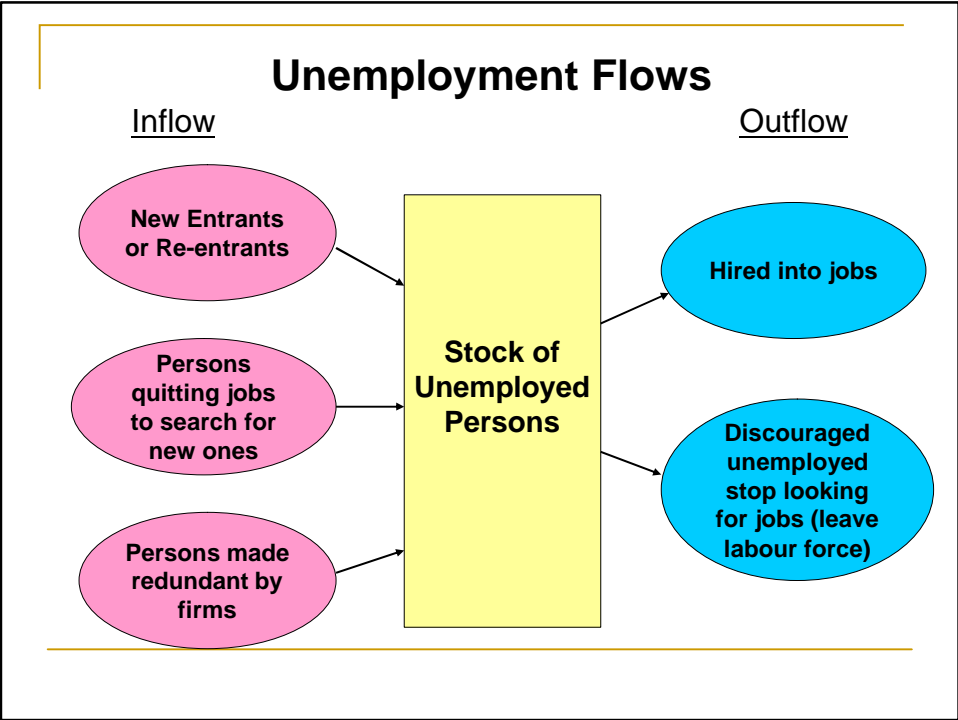 Unemployment Flows
Inflow
Outflow
New Entrants
or Re-entrants
Persons
quitting jobs
to search for
new ones
Persons made
redundant by
firms
Stock of
Unemployed
Persons
Hired into jobs
Discouraged
unemployed
stop looking
for jobs (leave
labour force)